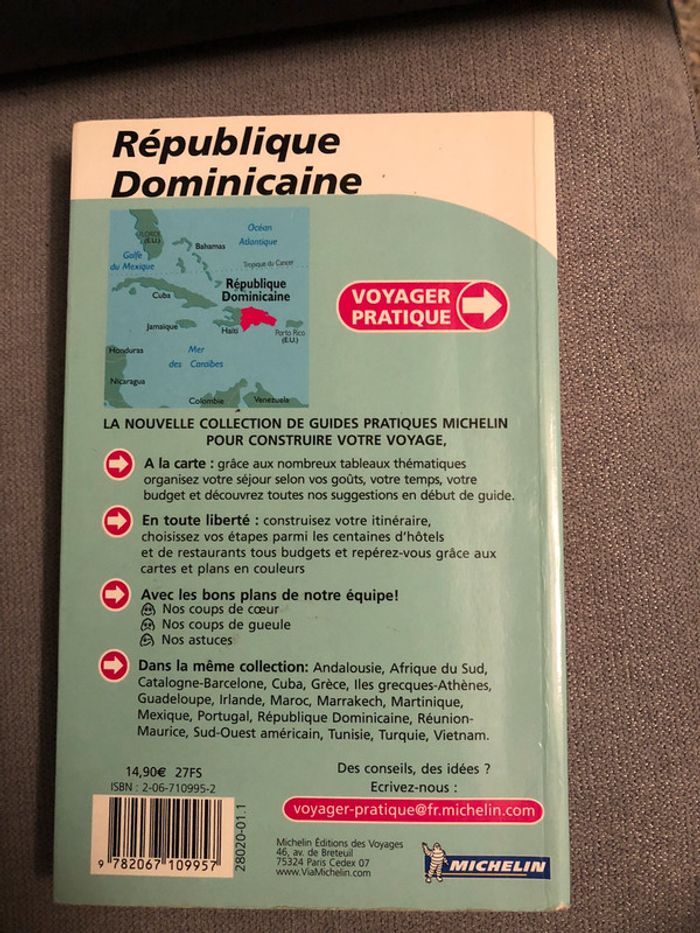 République
Dominicaine
FLORIDE
(E.U.)
Océan
Atlantique
Bahamas
Golfe
du Mexique
Tropique du Cancer
République
Dominicaine
Cuba
Jamaïque
Haïti
Porto Rico
(E.U.)
Honduras
Mer
des Caraïbes
Nicaragua
Colombie
Venezuela
VOYAGER
PRATIQUE
LA NOUVELLE COLLECTION DE GUIDES PRATIQUES MICHELIN
POUR CONSTRUIRE VOTRE VOYAGE,
A la carte : grâce aux nombreux tableaux thématiques
organisez votre séjour selon vos goûts, votre temps, votre
budget et découvrez toutes nos suggestions en début de guide.
En toute liberté : construisez votre itinéraire,
choisissez vos étapes parmi les centaines d'hôtels
et de restaurants tous budgets et repérez-vous grâce aux
cartes et plans en couleurs
Avec les bons plans de notre équipe!
Nos coups de cœur
Nos coups de gueule
Nos astuces
Dans la même collection: Andalousie, Afrique du Sud,
Catalogne-Barcelone, Cuba, Grèce, Iles grecques-Athènes,
Guadeloupe, Irlande, Maroc, Marrakech, Martinique,
Mexique, Portugal, République Dominicaine, Réunion-
Maurice, Sud-Ouest américain, Tunisie, Turquie, Vietnam.
14,90€ 27FS
ISBN : 2-06-710995-2
9 782067 109957
28020-01.1
Des conseils, des idées ?
Ecrivez-nous :
voyager-pratique@fr.michelin.com
Michelin Éditions des Voyages
46, av. de Breteuil
75324 Paris Cedex 07
www.ViaMichelin.com
MICHELIN